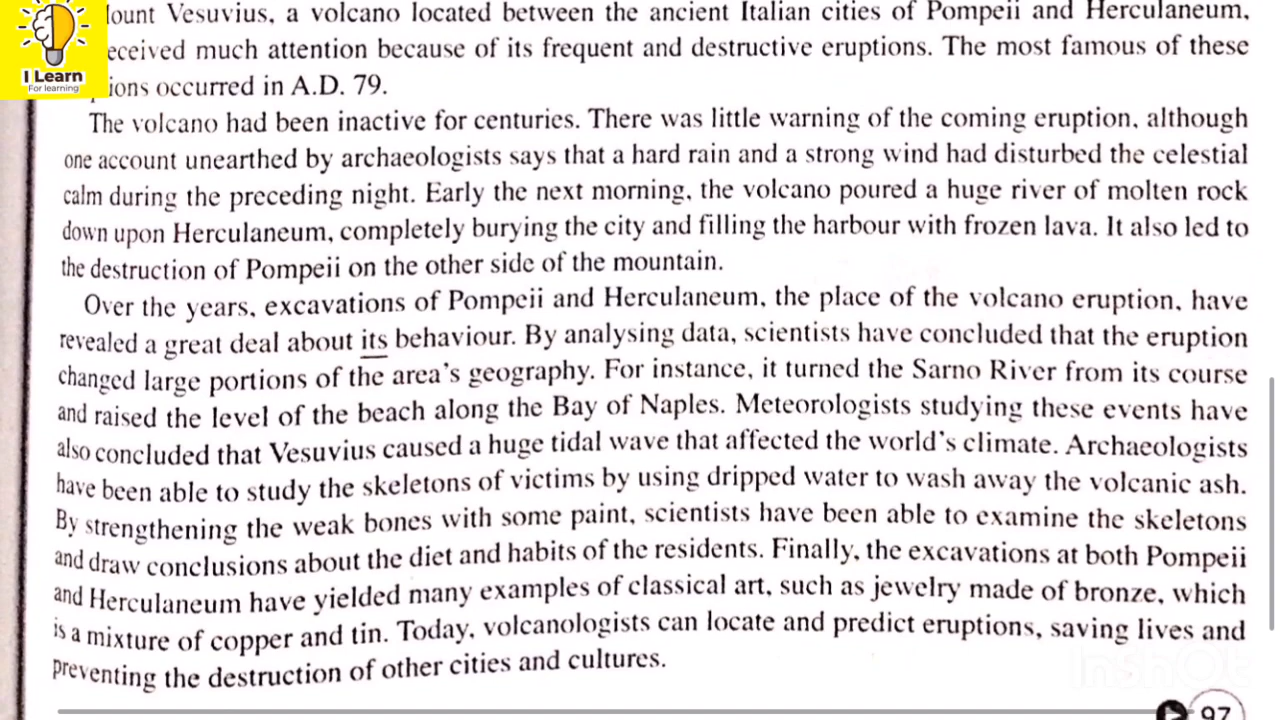 I Learn
For learning
ount Vesuvius, a volcano located between the ancient Italian cities of Pompeii and Herculaneum,
eceived much attention because of its frequent and destructive eruptions. The most famous of these
ions occurred in A.D. 79.
The volcano had been inactive for centuries. There was little warning of the coming eruption, although
one account unearthed by archaeologists says that a hard rain and a strong wind had disturbed the celestial
calm during the preceding night. Early the next morning, the volcano poured a huge river of molten rock
down upon Herculaneum, completely burying the city and filling the harbour with frozen lava. It also led to
the destruction of Pompeii on the other side of the mountain.
Over the years, excavations of Pompeii and Herculaneum, the place of the volcano eruption, have
revealed a great deal about its behaviour. By analysing data, scientists have concluded that the eruption
changed large portions of the area's geography. For instance, it turned the Sarno River from its course
and raised the level of the beach along the Bay of Naples. Meteorologists studying these events have
also concluded that Vesuvius caused a huge tidal wave that affected the world's climate. Archaeologists
have been able to study the skeletons of victims by using dripped water to wash away the volcanic ash.
By strengthening the weak bones with some paint, scientists have been able to examine the skeletons
and draw conclusions about the diet and habits of the residents. Finally, the excavations at both Pompeii
and Herculaneum have yielded many examples of classical art, such as jewelry made of bronze, which
is a mixture of copper and tin. Today, volcanologists can locate and predict eruptions, saving lives and
preventing the destruction of other cities and cultures.
InshOt
97